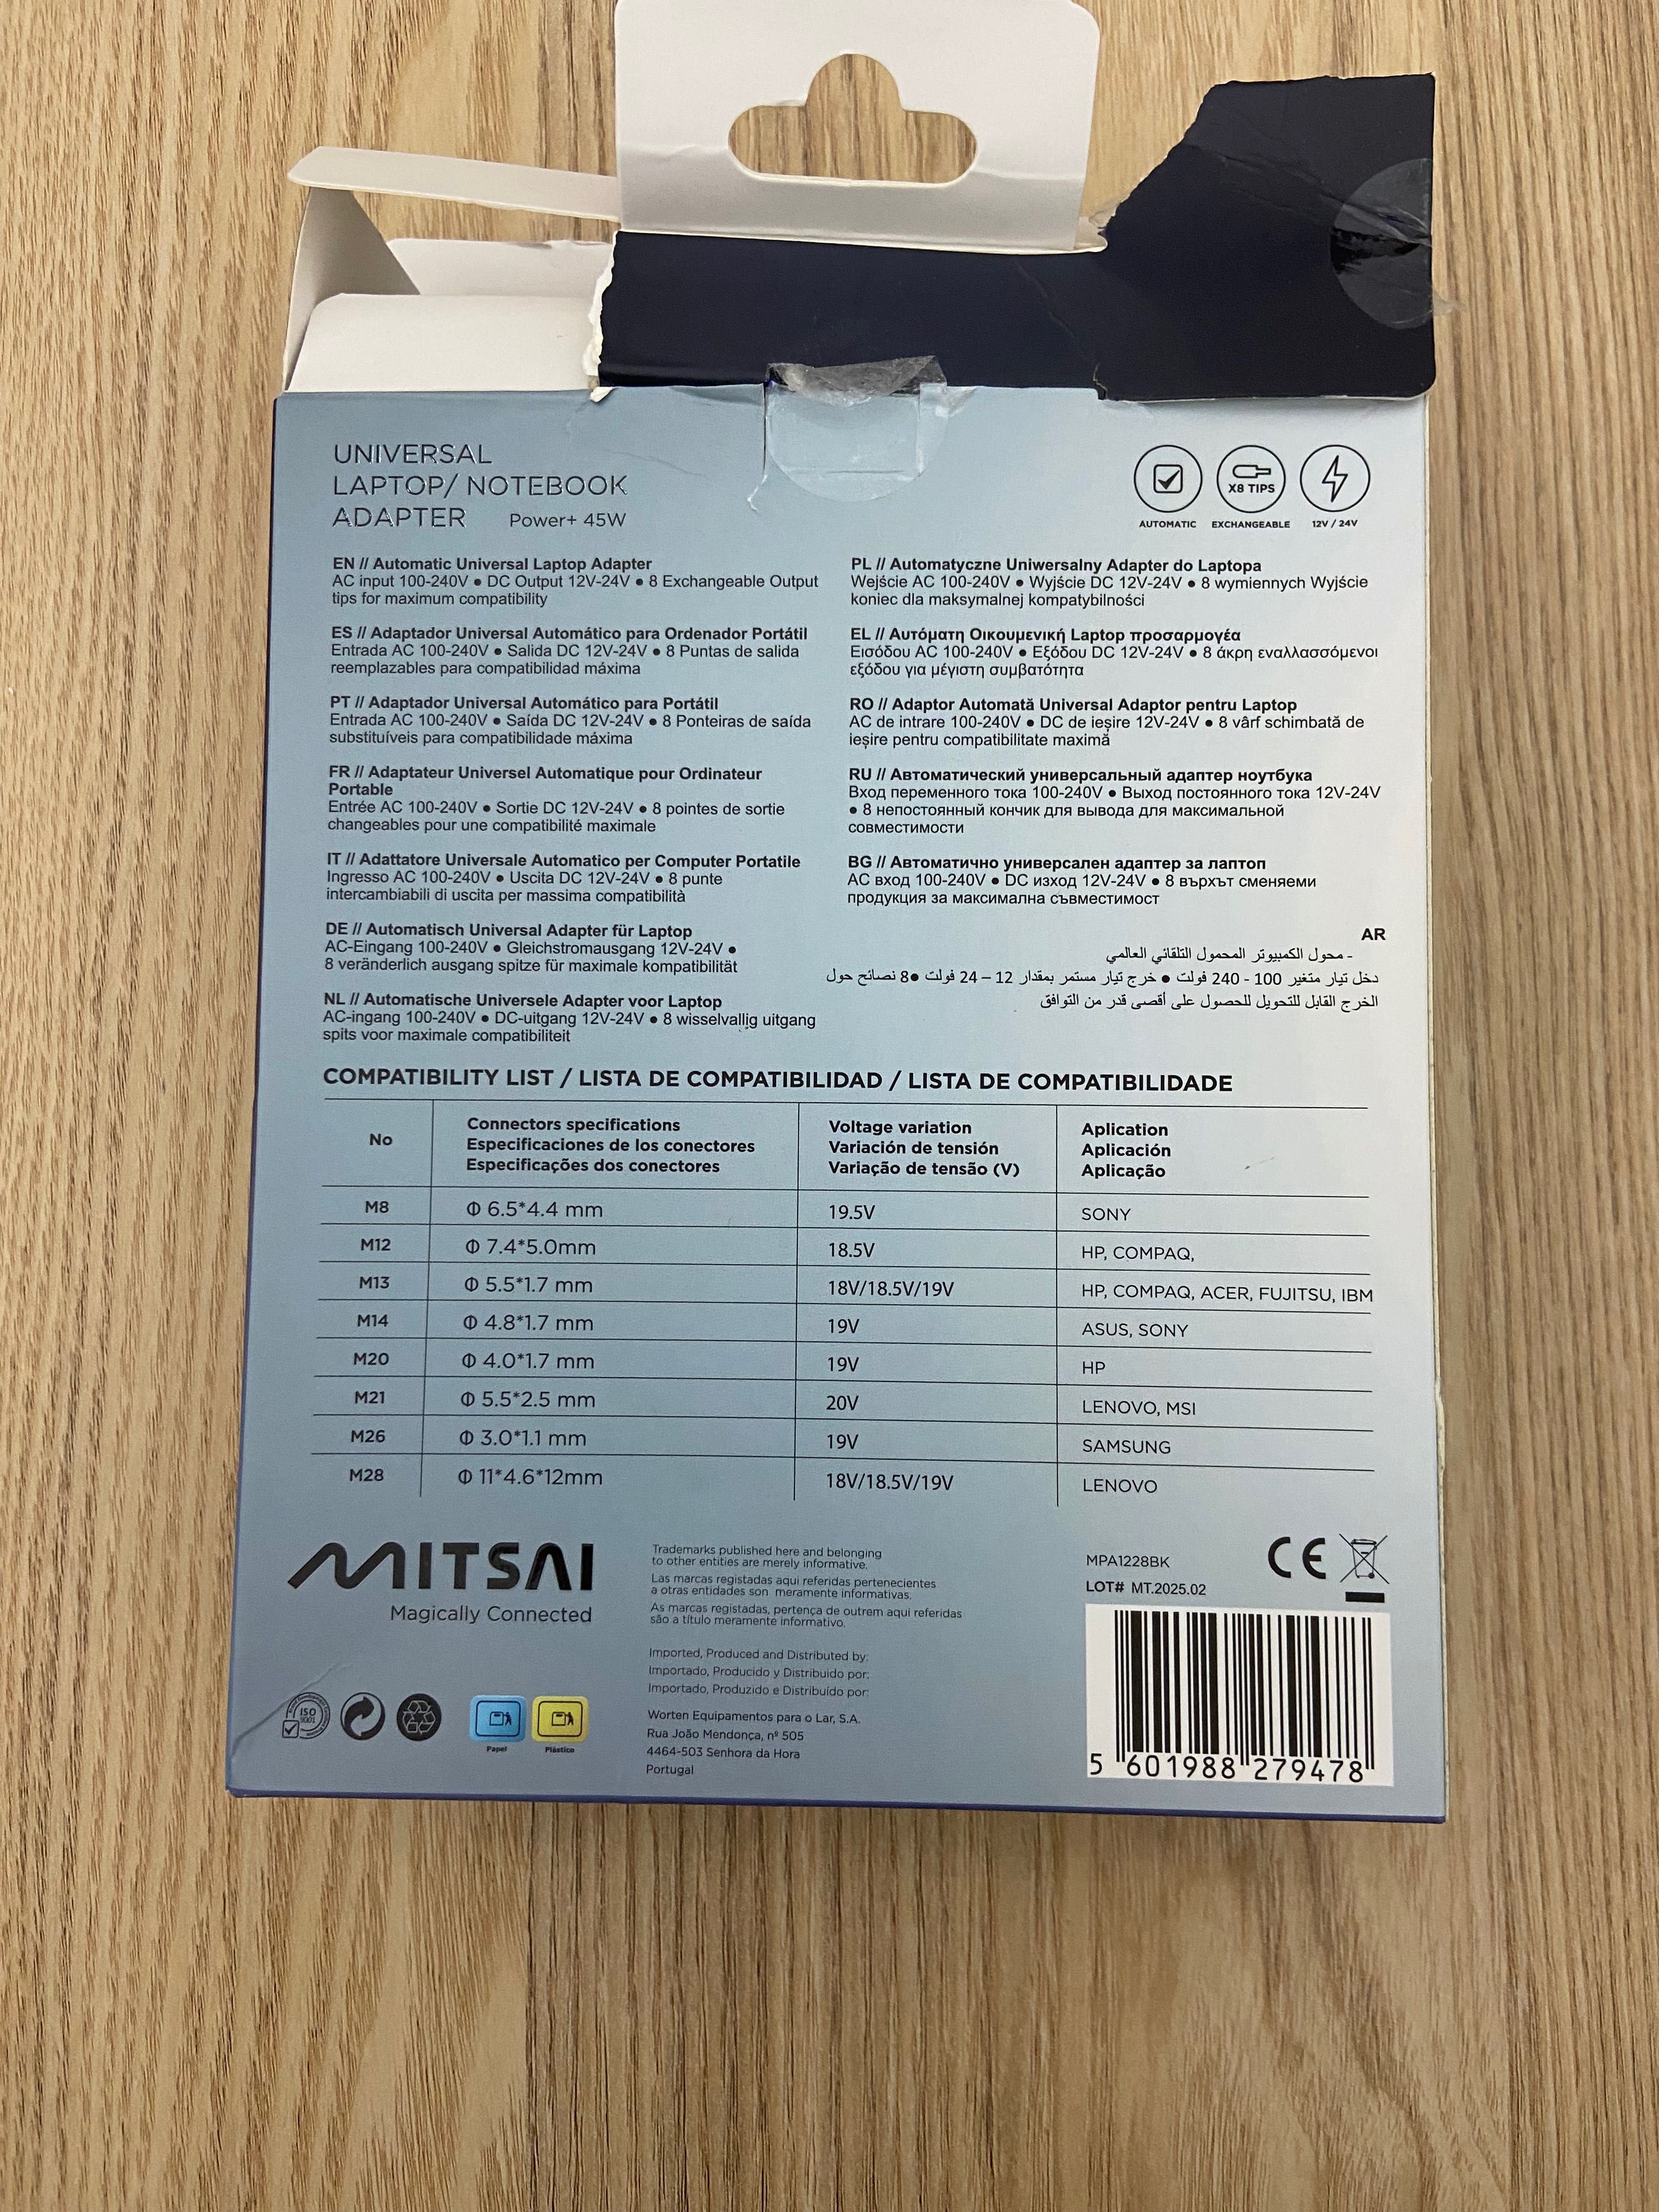 UNIVERSAL
LAPTOP/ NOTEBOOK
ADAPTER Power+ 45W
X8 TIPS
AUTOMATIC EXCHANGEABLE 12V / 24V
EN // Automatic Universal Laptop Adapter
AC input 100-240V ● DC Output 12V-24V ● 8 Exchangeable Output
tips for maximum compatibility
ES // Adaptador Universal Automático para Ordenador Portátil
Entrada AC 100-240V ● Salida DC 12V-24V ● 8 Puntas de salida
reemplazables para compatibilidad máxima
PT // Adaptador Universal Automático para Portátil
Entrada AC 100-240V ● Saída DC 12V-24V ● 8 Ponteiras de saída
substituíveis para compatibilidade máxima
FR // Adaptateur Universel Automatique pour Ordinateur
Portable
Entrée AC 100-240V ● Sortie DC 12V-24V ● 8 pointes de sortie
changeables pour une compatibilité maximale
IT // Adattatore Universale Automatico per Computer Portatile
Ingresso AC 100-240V ● Uscita DC 12V-24V ● 8 punte
intercambiabili di uscita per massima compatibilità
DE // Automatisch Universal Adapter für Laptop
AC-Eingang 100-240V ● Gleichstromausgang 12V-24V ●
8 veränderlich ausgang spitze für maximale kompatibilität
NL // Automatische Universele Adapter voor Laptop
AC-ingang 100-240V ● DC-uitgang 12V-24V ● 8 wisselvallig uitgang
spits voor maximale compatibiliteit
PL // Automatyczne Uniwersalny Adapter do Laptopa
Wejście AC 100-240V ● Wyjście DC 12V-24V ● 8 wymiennych Wyjście
koniec dla maksymalnej kompatybilności
EL // Αυτόματη Οικουμενική Laptop προσαρμογέα
Εισόδου AC 100-240V ● Εξόδου DC 12V-24V ● 8 άκρη εναλλασσόμενοι
εξόδου για μέγιστη συμβατότητα
RO // Adaptor Automată Universal Adaptor pentru Laptop
AC de intrare 100-240V ● DC de ieșire 12V-24V ● 8 vârf schimbată de
ieșire pentru compatibilitate maximă
RU // Автоматический универсальный адаптер ноутбука
Вход переменного тока 100-240V ● Выход постоянного тока 12V-24V
● 8 непостоянный кончик для вывода для максимальной
совместимости
BG // Автоматично универсален адаптер за лаптоп
AC вход 100-240V ● DC изход 12V-24V ● 8 върхът сменяеми
продукция за максимална съвместимост
AR
- محول الكمبيوتر المحمول التلقائي العالمي
دخل تيار متغير 100 - 240 فولت ● خرج تيار مستمر بمقدار 12 – 24 فولت ●8 نصائح حول
الخرج القابل للتحويل للحصول على أقصى قدر من التوافق
COMPATIBILITY LIST / LISTA DE COMPATIBILIDAD / LISTA DE COMPATIBILIDADE
No
Connectors specifications
Especificaciones de los conectores
Especificações dos conectores
Voltage variation
Variación de tensión
Variação de tensão (V)
Aplication
Aplicación
Aplicação
M8 Φ 6.5*4.4 mm 19.5V SONY
M12 Φ 7.4*5.0mm 18.5V HP, COMPAQ,
M13 Φ 5.5*1.7 mm 18V/18.5V/19V HP, COMPAQ, ACER, FUJITSU, IBM
M14 Φ 4.8*1.7 mm 19V ASUS, SONY
M20 Φ 4.0*1.7 mm 19V HP
M21 Φ 5.5*2.5 mm 20V LENOVO, MSI
M26 Φ 3.0*1.1 mm 19V SAMSUNG
M28 Φ 11*4.6*12mm 18V/18.5V/19V LENOVO
MITSAI
Magically Connected
ISO
9001
Papel Plástico
Trademarks published here and belonging
to other entities are merely informative.
Las marcas registadas aqui referidas pertenecientes
a otras entidades son meramente informativas.
As marcas registadas, pertença de outrem aqui referidas
são a título meramente informativo.
Imported, Produced and Distributed by:
Importado, Producido y Distribuido por:
Importado, Produzido e Distribuído por:
Worten Equipamentos para o Lar, S.A.
Rua João Mendonça, nº 505
4464-503 Senhora da Hora
Portugal
MPA1228BK
LOT# MT.2025.02
CE
5 601988 279478